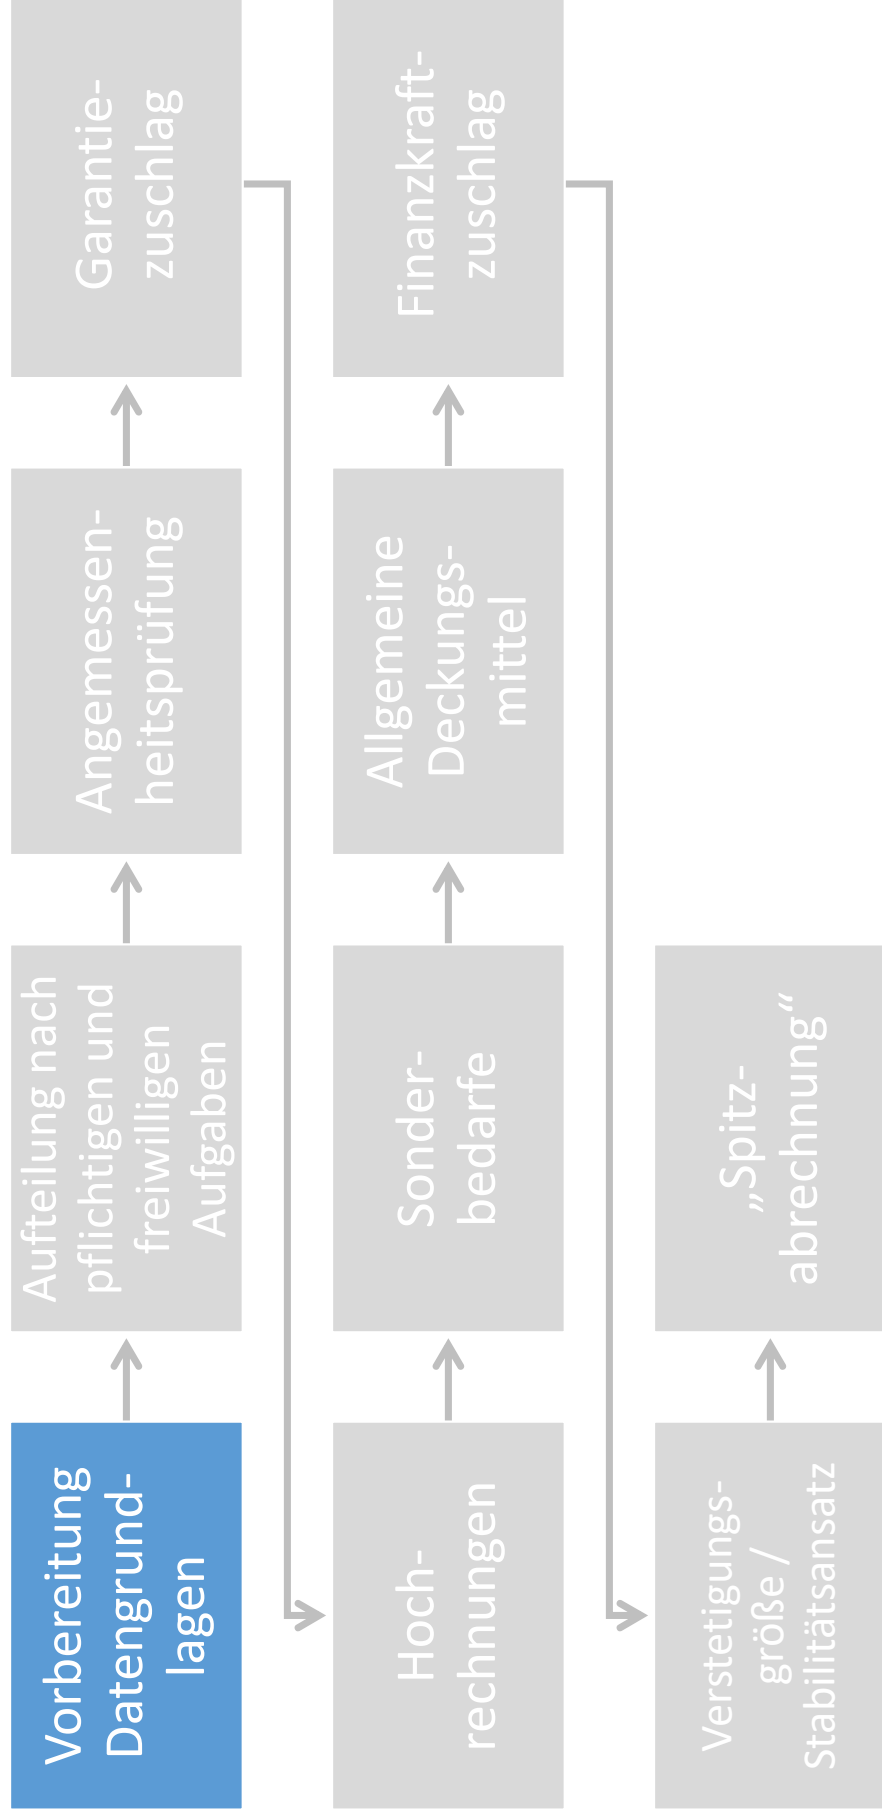 Vorbereitung
Datengrund-
lagen
Aufteilung nach
pflichtigen und
freiwilligen
Aufgaben
Angemessen-
heitsprüfung
Garantie-
zuschlag
Hoch-
rechnungen
Sonder-
bedarfe
Allgemeine
Deckungs-
mittel
Finanzkraft-
zuschlag
Verstetigungs-
größe /
Stabilitätsansatz
„Spitz-
abrechnung“